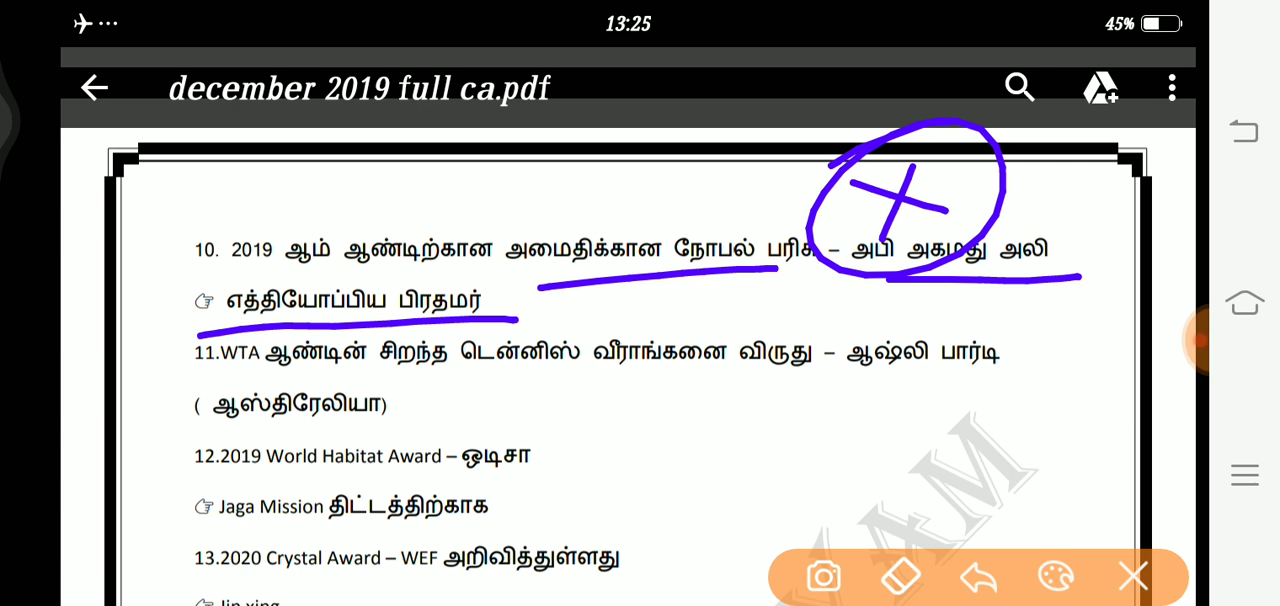 13:25
45%
december 2019 full ca.pdf
10. 2019 ஆம் ஆண்டிற்கான அமைதிக்கான நோபல் பரிசு – அபி அகமது அலி
எத்தியோப்பிய பிரதமர்
11.WTA ஆண்டின் சிறந்த டென்னிஸ் வீராங்கனை விருது – ஆஷ்லி பார்டி
( ஆஸ்திரேலியா)
12.2019 World Habitat Award – ஒடிசா
Jaga Mission திட்டத்திற்காக
13.2020 Crystal Award – WEF அறிவித்துள்ளது